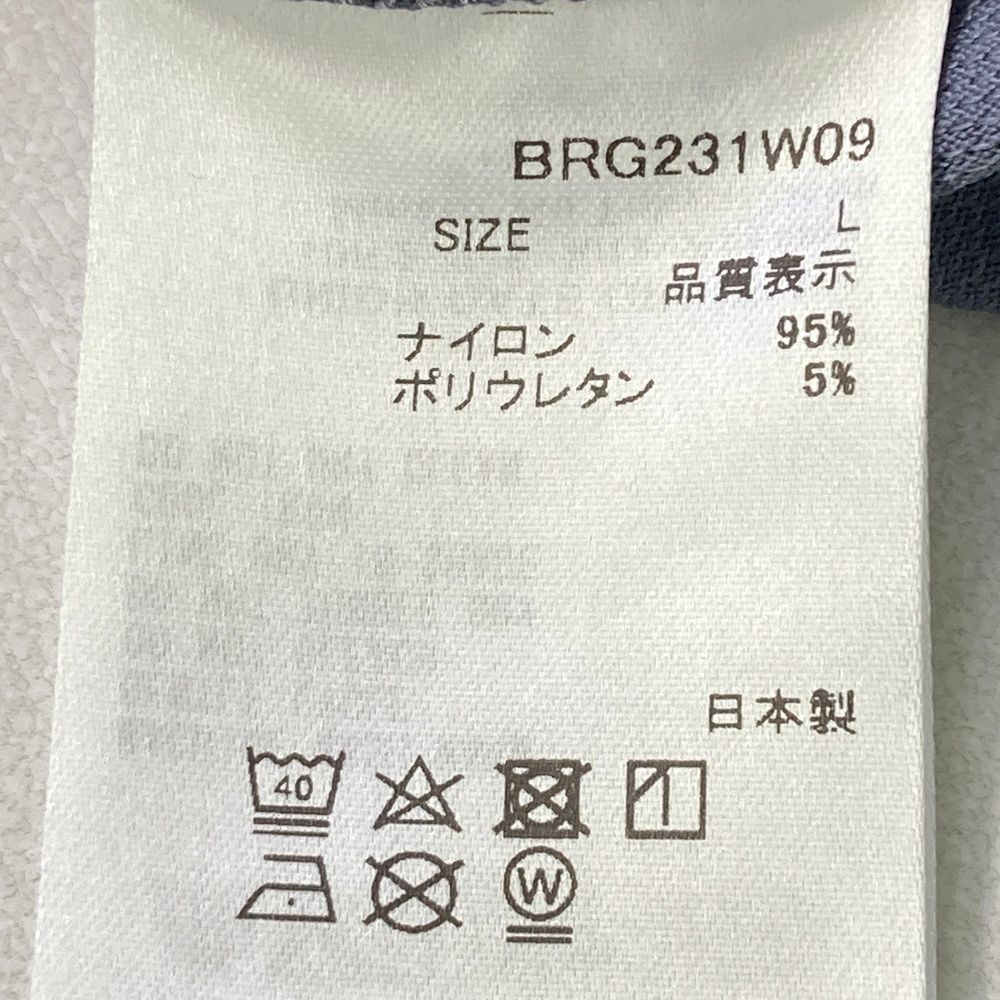 BRG231W09
SIZE L
品質表示
ナイロン 95%
ポリウレタン 5%
日本製
40
W